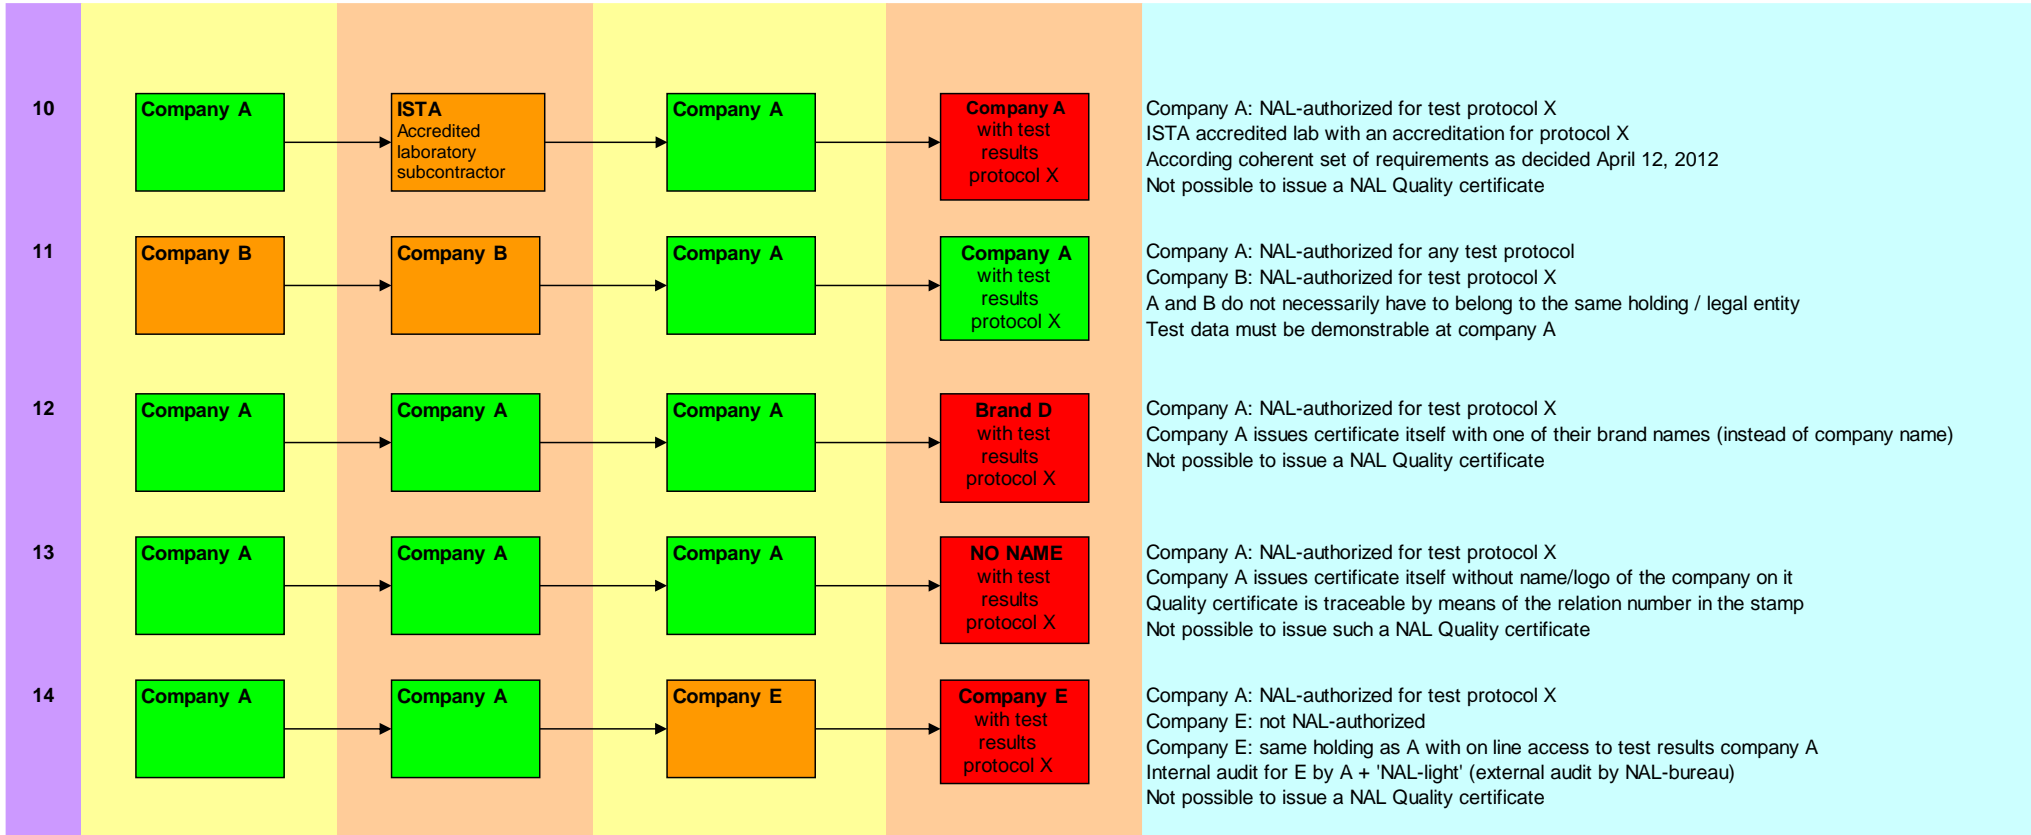 10
Company A
ISTA
Accredited
laboratory
subcontractor
Company A
Company A
with test
results
protocol X
Company A: NAL-authorized for test protocol X
ISTA accredited lab with an accreditation for protocol X
According coherent set of requirements as decided April 12, 2012
Not possible to issue a NAL Quality certificate
11
Company B
Company B
Company A
Company A
with test
results
protocol X
Company A: NAL-authorized for any test protocol
Company B: NAL-authorized for test protocol X
A and B do not necessarily have to belong to the same holding / legal entity
Test data must be demonstrable at company A
12
Company A
Company A
Company A
Brand D
with test
results
protocol X
Company A: NAL-authorized for test protocol X
Company A issues certificate itself with one of their brand names (instead of company name)
Not possible to issue a NAL Quality certificate
13
Company A
Company A
Company A
NO NAME
with test
results
protocol X
Company A: NAL-authorized for test protocol X
Company A issues certificate itself without name/logo of the company on it
Quality certificate is traceable by means of the relation number in the stamp
Not possible to issue such a NAL Quality certificate
14
Company A
Company A
Company E
Company E
with test
results
protocol X
Company A: NAL-authorized for test protocol X
Company E: not NAL-authorized
Company E: same holding as A with on line access to test results company A
Internal audit for E by A + 'NAL-light' (external audit by NAL-bureau)
Not possible to issue a NAL Quality certificate